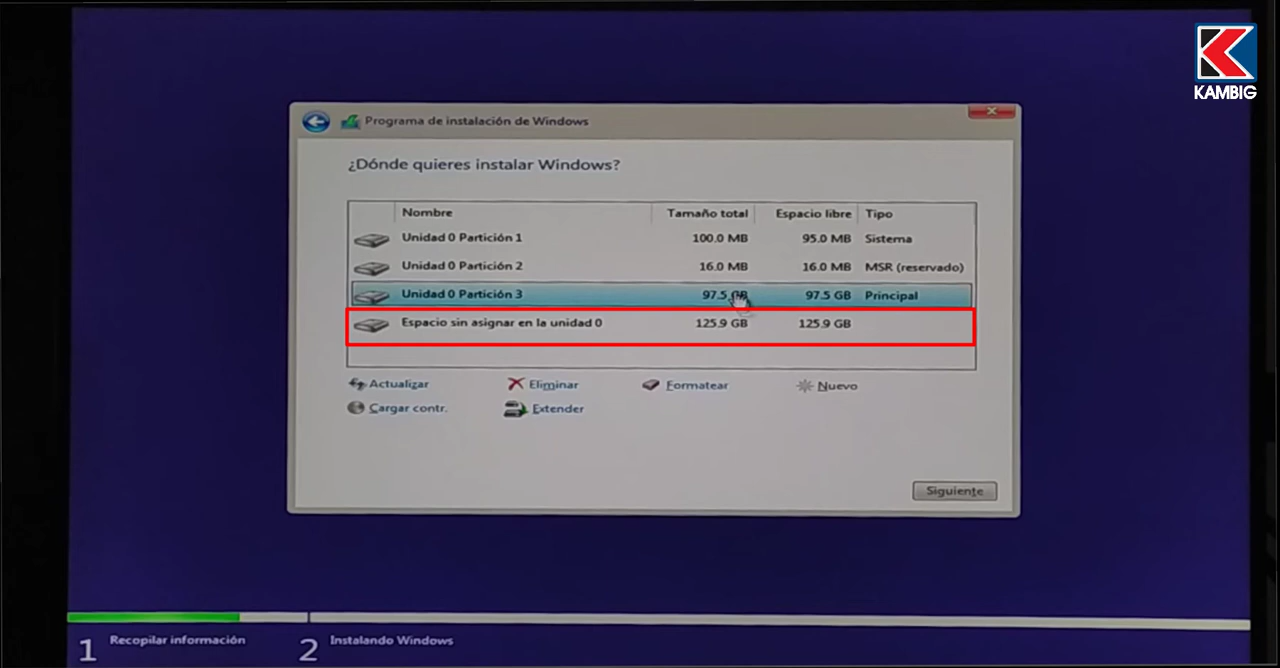 KAMBIG
Programa de instalación de Windows
¿Dónde quieres instalar Windows?
Nombre Tamaño total Espacio libre Tipo
Unidad 0 Partición 1 100.0 MB 95.0 MB Sistema
Unidad 0 Partición 2 16.0 MB 16.0 MB MSR (reservado)
Unidad 0 Partición 3 97.5 GB 97.5 GB Principal
Espacio sin asignar en la unidad 0 125.9 GB 125.9 GB
Actualizar Eliminar Formatear Nuevo
Cargar contr. Extender
Siguiente
1 Recopilar información 2 Instalando Windows